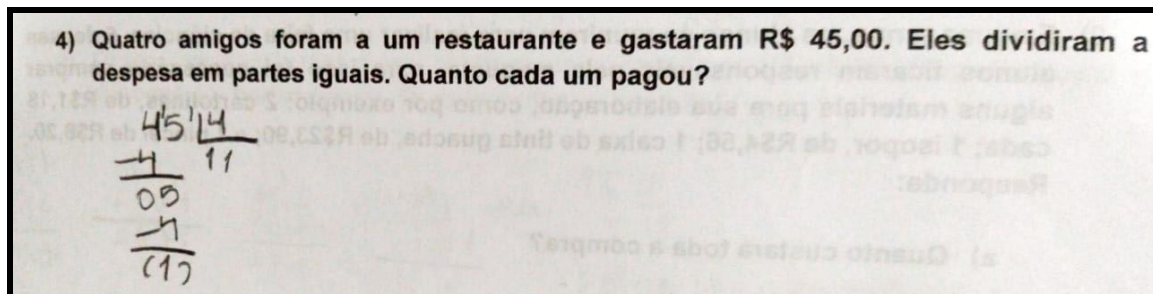 4) Quatro amigos foram a um restaurante e gastaram R$ 45,00. Eles dividiram a
despesa em partes iguais. Quanto cada um pagou?
45'|4
-4 11
05
-4
(1)